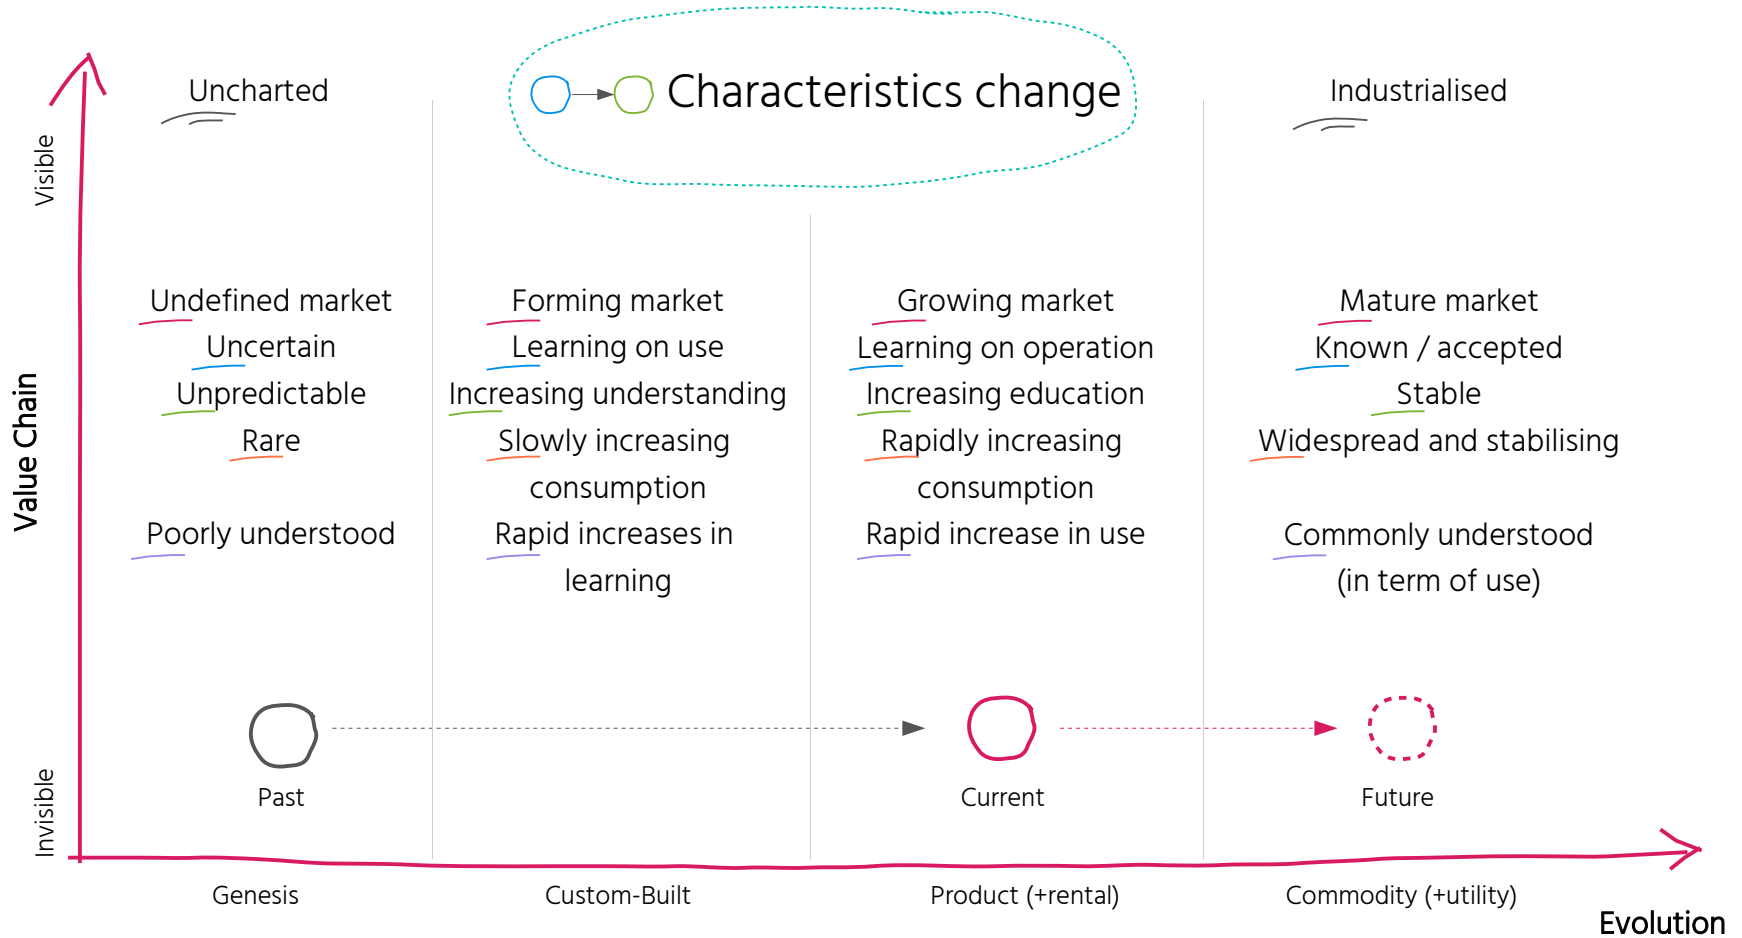 Uncharted
Characteristics change
Industrialised
Visible
Value Chain
Invisible
Undefined market
Uncertain
Unpredictable
Rare
Poorly understood
Forming market
Learning on use
Increasing understanding
Slowly increasing
consumption
Rapid increases in
learning
Growing market
Learning on operation
Increasing education
Rapidly increasing
consumption
Rapid increase in use
Mature market
Known / accepted
Stable
Widespread and stabilising
Commonly understood
(in term of use)
Past
Current
Future
Genesis
Custom-Built
Product (+rental)
Commodity (+utility)
Evolution